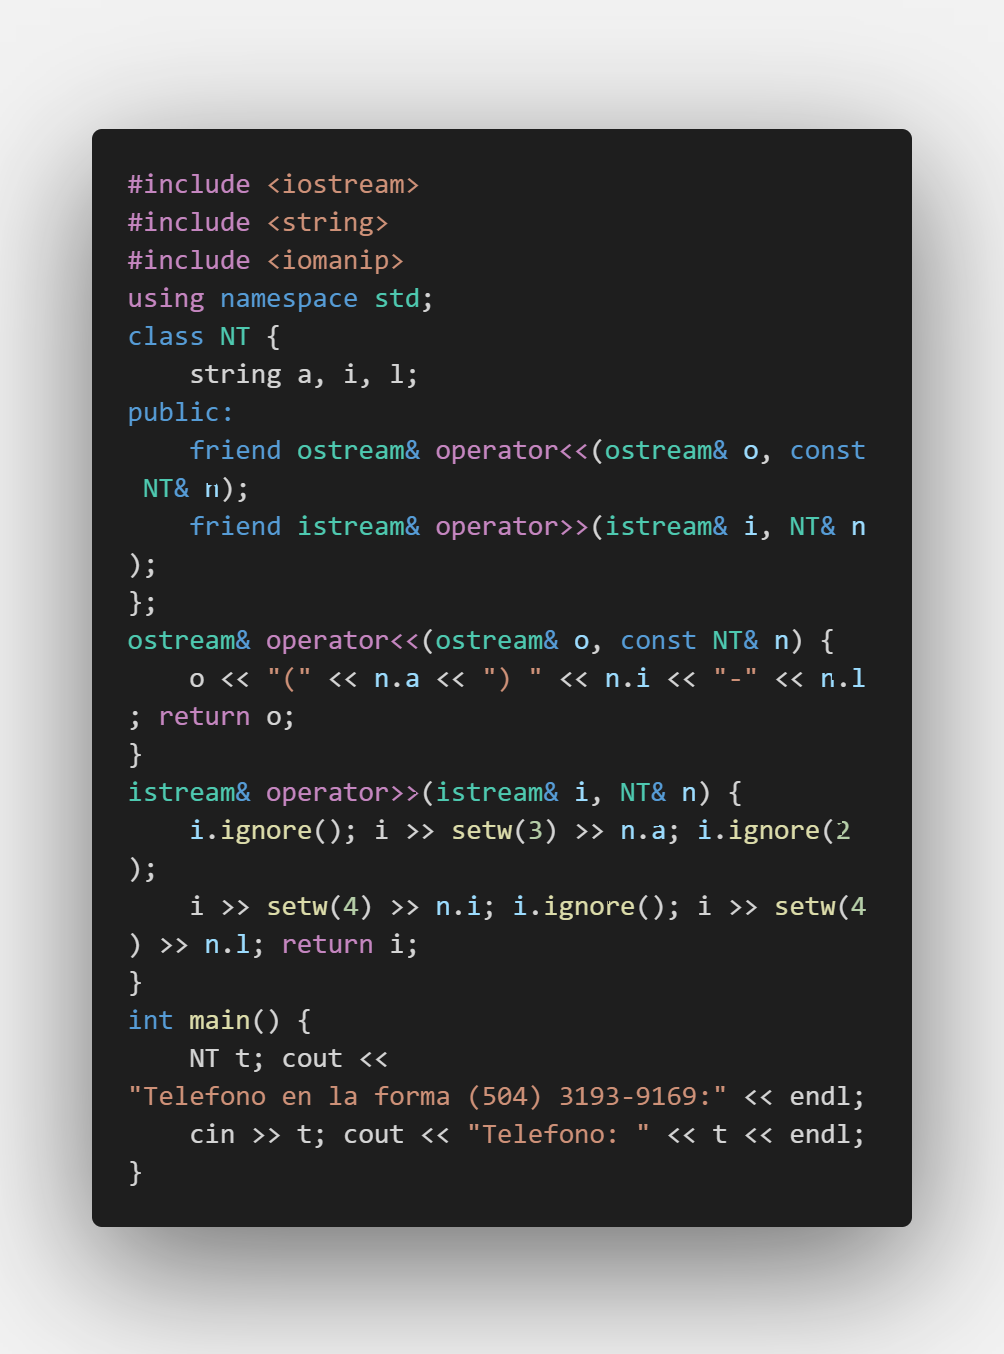 #include <iostream>
#include <string>
#include <iomanip>
using namespace std;
class NT {
    string a, i, l;
public:
    friend ostream& operator<<(ostream& o, const
 NT& n);
    friend istream& operator>>(istream& i, NT& n
);
};
ostream& operator<<(ostream& o, const NT& n) {
    o << "(" << n.a << ") " << n.i << "-" << n.l
; return o;
}
istream& operator>>(istream& i, NT& n) {
    i.ignore(); i >> setw(3) >> n.a; i.ignore(2
);
    i >> setw(4) >> n.i; i.ignore(); i >> setw(4
) >> n.l; return i;
}
int main() {
    NT t; cout <<
"Telefono en la forma (504) 3193-9169:" << endl;
    cin >> t; cout << "Telefono: " << t << endl;
}